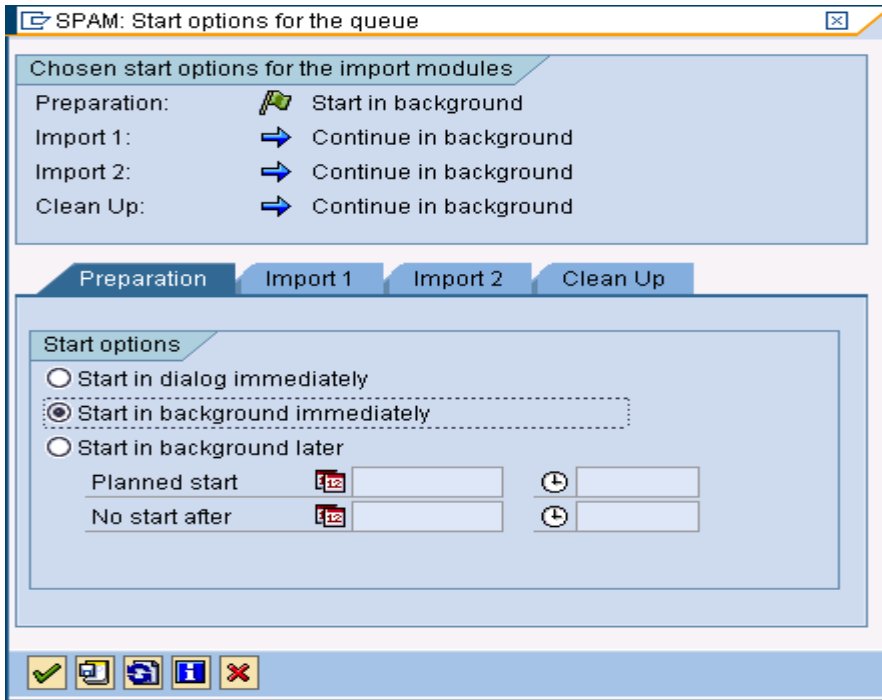 SPAM: Start options for the queue
Chosen start options for the import modules
Preparation: Start in background
Import 1: Continue in background
Import 2: Continue in background
Clean Up: Continue in background
Preparation Import 1 Import 2 Clean Up
Start options
Start in dialog immediately
Start in background immediately
Start in background later
Planned start
No start after